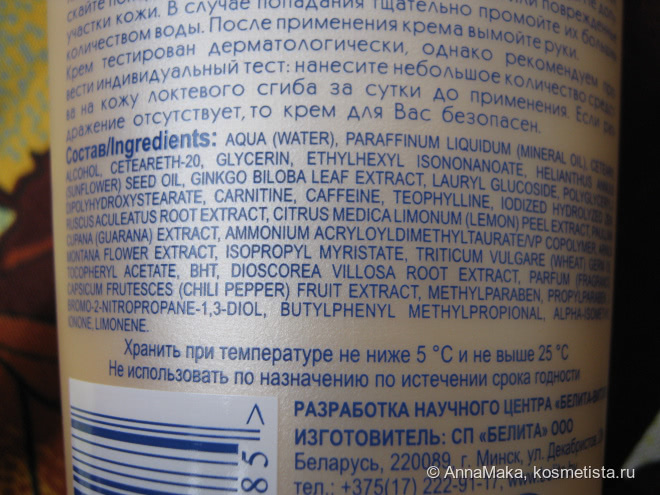 участки кожи. В случае попадания тщательно промойте их
количеством воды. После применения крема вымойте руки.
Крем тестирован дерматологически, однако рекомендуем
вести индивидуальный тест: нанесите небольшое количество
ва на кожу локтевого сгиба за сутки до применения. Если
дражение отсутствует, то крем для Вас безопасен.
Состав/Ingredients: AQUA (WATER), PARAFFINUM LIQUIDUM (MINERAL OIL),
ALCOHOL, CETEARETH-20, GLYCERIN, ETHYLHEXYL ISONONANOATE, HELIANTHUS
(SUNFLOWER) SEED OIL, GINKGO BILOBA LEAF EXTRACT, LAURYL GLUCOSIDE,
DIPOLYHYDROXYSTEARATE, CARNITINE, CAFFEINE, TEOPHYLLINE, IODIZED HYDROLIZED
RUSCUS ACULEATUS ROOT EXTRACT, CITRUS MEDICA LIMONUM (LEMON) PEEL EXTRACT,
CUPANA (GUARANA) EXTRACT, AMMONIUM ACRYLOYLDIMETHYLTAURATE/VP COPOLYMER,
MONTANA FLOWER EXTRACT, ISOPROPYL MYRISTATE, TRITICUM VULGARE (WHEAT)
TOCOPHERYL ACETATE, BHT, DIOSCOREA VILLOSA ROOT EXTRACT, PARFUM (FRAGRANCE)
CAPSICUM FRUTESCES (CHILI PEPPER) FRUIT EXTRACT, METHYLPARABEN, PROPYLPARABEN,
BROMO-2-NITROPROPANE-1,3-DIOL, BUTYLPHENYL METHYLPROPIONAL,
IONONE, LIMONENE.
Хранить при температуре не ниже 5 °C и не выше 25 °C
Не использовать по назначению по истечении срока годности
РАЗРАБОТКА НАУЧНОГО ЦЕНТРА
ИЗГОТОВИТЕЛЬ: СП «БЕЛИТА» ООО
Беларусь, 220089, г. Минск, ул. Декабристов,
тел.: +375(17) 222-91-17,
© AnnaMaka, kosmetista.ru